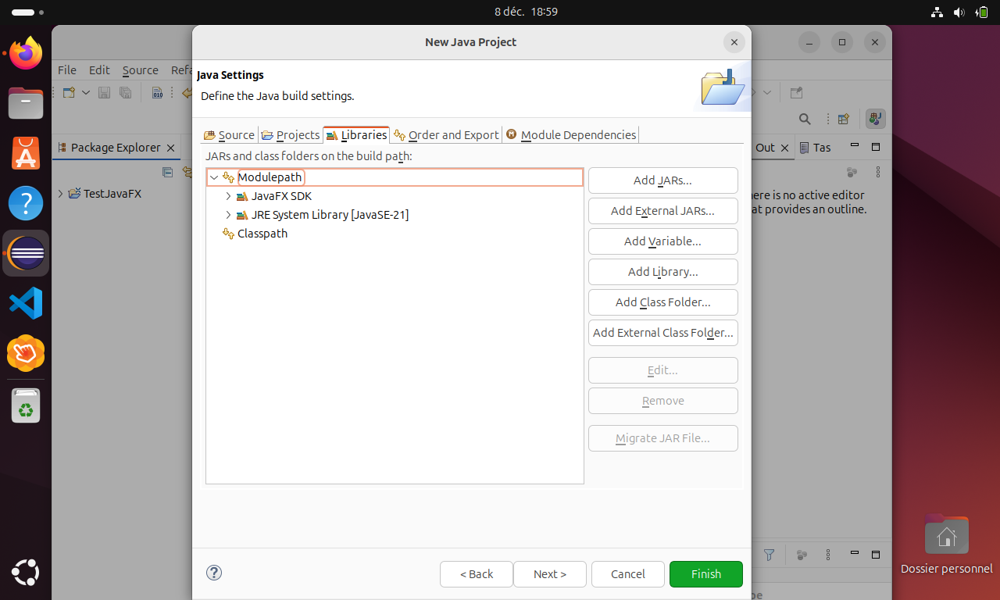 8 déc. 18:59
New Java Project
File Edit Source Refa
Java Settings
Define the Java build settings.
Package Explorer
TestJavaFX
Source Projects Libraries Order and Export Module Dependencies
JARs and class folders on the build path:
Modulepath
JavaFX SDK
JRE System Library [JavaSE-21]
Classpath
Add JARs...
Add External JARs...
Add Variable...
Add Library...
Add Class Folder...
Add External Class Folder...
Edit...
Remove
Migrate JAR File...
Out Tas
here is no active editor
at provides an outline.
< Back Next > Cancel Finish
Dossier personnel